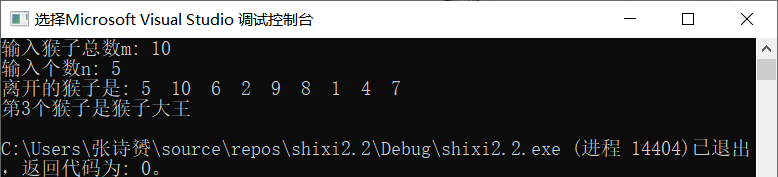 选择Microsoft Visual Studio 调试控制台
输入猴子总数m: 10
输入个数n: 5
离开的猴子是: 5 10 6 2 9 8 1 4 7
第3个猴子是猴子大王
C:\Users\张诗赟\source\repos\shixi2.2\Debug\shixi2.2.exe (进程 14404)已退出
，返回代码为: 0。